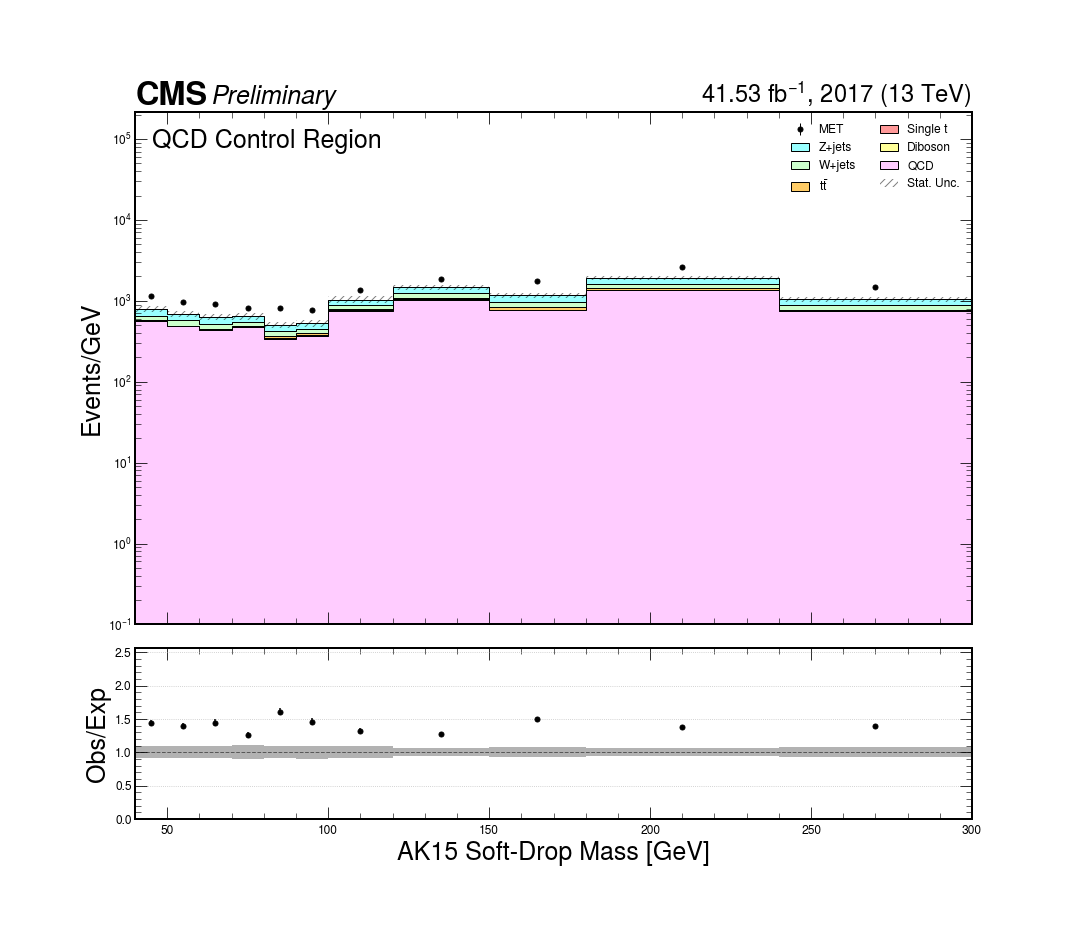 CMS Preliminary
41.53 fb⁻¹, 2017 (13 TeV)
QCD Control Region
MET
Z+jets
W+jets
tt̄
Single t
Diboson
QCD
Stat. Unc.
Events/GeV
10⁵
10⁴
10³
10²
10¹
10⁰
10⁻¹
Obs/Exp
2.5
2.0
1.5
1.0
0.5
0.0
50 100 150 200 250 300
AK15 Soft-Drop Mass [GeV]